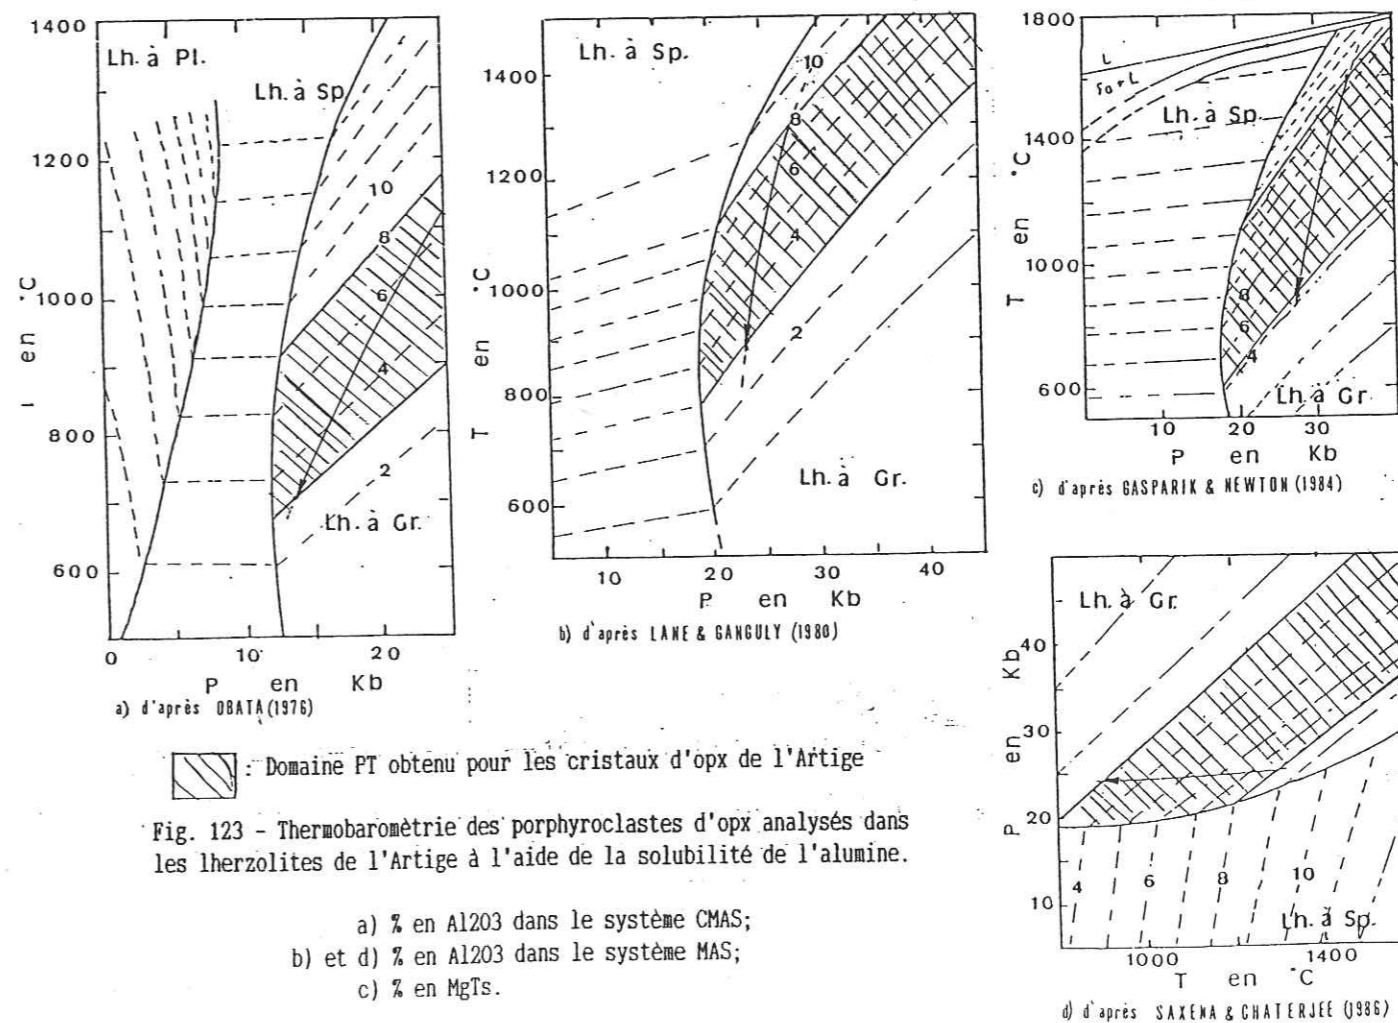 1400
1200
1000
800
600
0
10
20
T en °C
P en Kb
Lh. à Pl.
Lh. à Sp
10
8
6
4
2
Lh. à Gr.
a) d'après OBATA (1976)
1400
1200
1000
800
600
10
20
30
40
T en °C
P en Kb
Lh. à Sp.
10
8
6
4
2
Lh. à Gr.
b) d'après LANE & GANGULY (1980)
1800
1400
1000
600
10
20
30
T en °C
P en Kb
L
Fo + L
Lh. à Sp
8
6
4
Lh. à Gr
c) d'après GASPARIK & NEWTON (1984)
40
30
20
10
1000
1400
P en Kb
T en °C
Lh. à Gr.
4
6
8
10
Lh. à Sp.
d) d'après SAXENA & CHATERJEE (1986)
: Domaine PT obtenu pour les cristaux d'opx de l'Artige
Fig. 123 - Thermobaromètrie des porphyroclastes d'opx analysés dans
les lherzolites de l'Artige à l'aide de la solubilité de l'alumine.
a) % en Al2O3 dans le système CMAS;
b) et d) % en Al2O3 dans le système MAS;
c) % en MgTs.